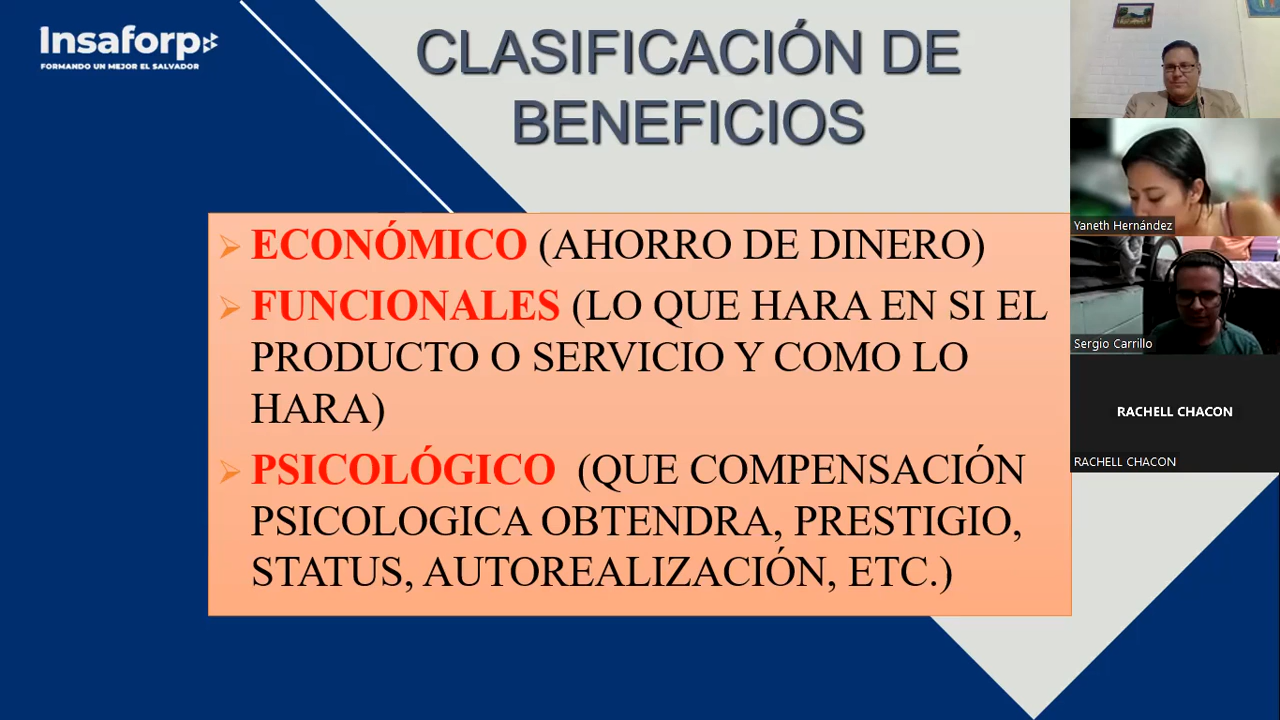 Insaforp
FORMANDO UN MEJOR EL SALVADOR
CLASIFICACIÓN DE
BENEFICIOS
ECONÓMICO (AHORRO DE DINERO)
FUNCIONALES (LO QUE HARA EN SI EL
PRODUCTO O SERVICIO Y COMO LO
HARA)
PSICOLÓGICO (QUE COMPENSACIÓN
PSICOLOGICA OBTENDRA, PRESTIGIO,
STATUS, AUTOREALIZACIÓN, ETC.)
Yaneth Hernández
Sergio Carrillo
RACHELL CHACON
RACHELL CHACON